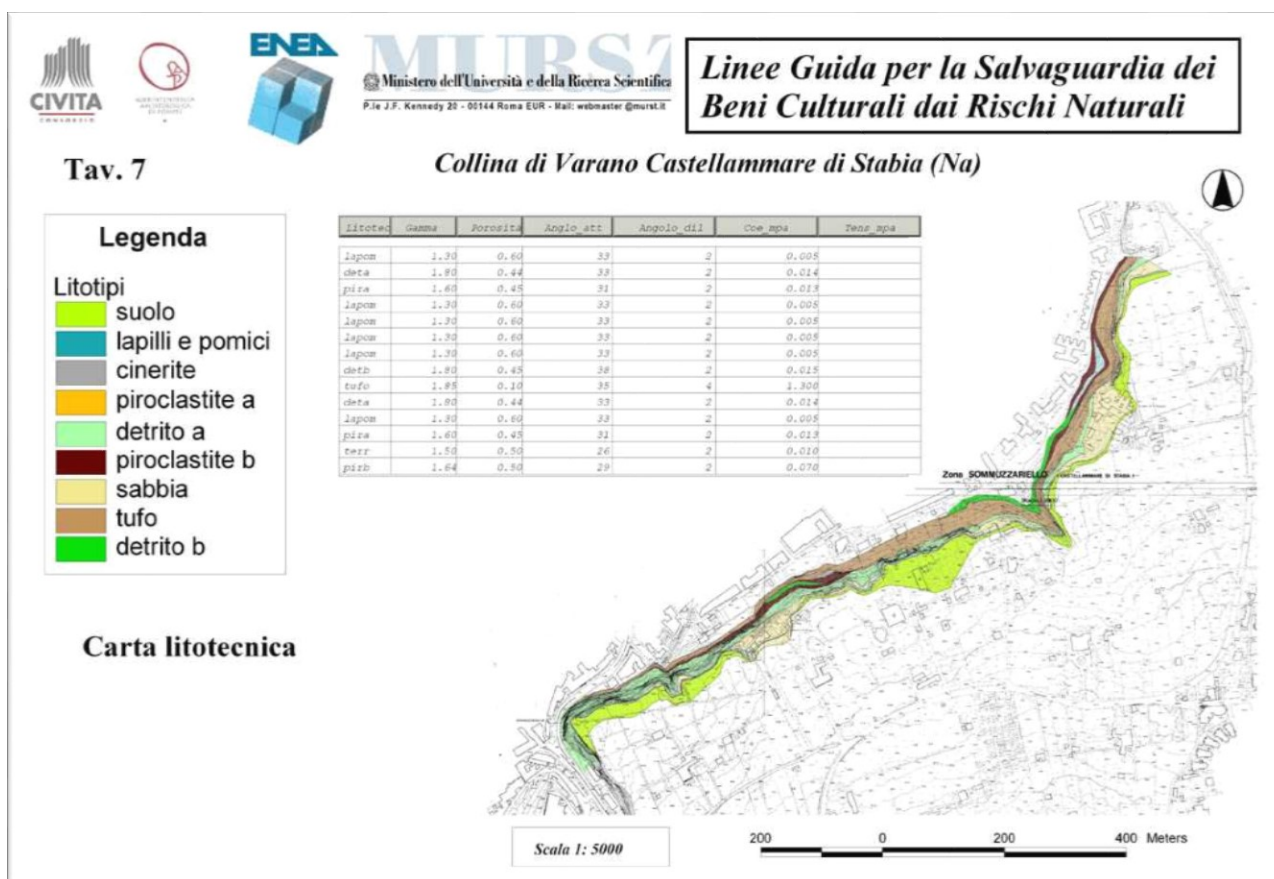 CIVITA
CONSORZIO
ENEA
MURST
Ministero dell'Università e della Ricerca Scientifica
P.le J.F. Kennedy 20 - 00144 Roma EUR - Mail: webmaster @murst.it
Linee Guida per la Salvaguardia dei
Beni Culturali dai Rischi Naturali
Tav. 7
Collina di Varano Castellammare di Stabia (Na)
Legenda
Litotipi
suolo
lapilli e pomici
cinerite
piroclastite a
detrito a
piroclastite b
sabbia
tufo
detrito b
Litotec Gamma Porosita Anglo_att Angolo_dil Coe_mpa Tens_mpa
lapom 1.30 0.60 33 2 0.005
deta 1.80 0.44 33 2 0.014
pira 1.60 0.45 31 2 0.013
lapom 1.30 0.60 33 2 0.005
lapom 1.30 0.60 33 2 0.005
lapom 1.30 0.60 33 2 0.005
lapom 1.30 0.60 33 2 0.005
detb 1.80 0.45 38 2 0.015
tufo 1.85 0.10 35 4 1.300
deta 1.80 0.44 33 2 0.014
lapom 1.30 0.60 33 2 0.005
pira 1.60 0.45 31 2 0.013
terr 1.50 0.50 26 2 0.010
pirb 1.64 0.50 29 2 0.070
Zona SOMMUZZARIELLO
Carta litotecnica
Scala 1: 5000
200 0 200 400 Meters